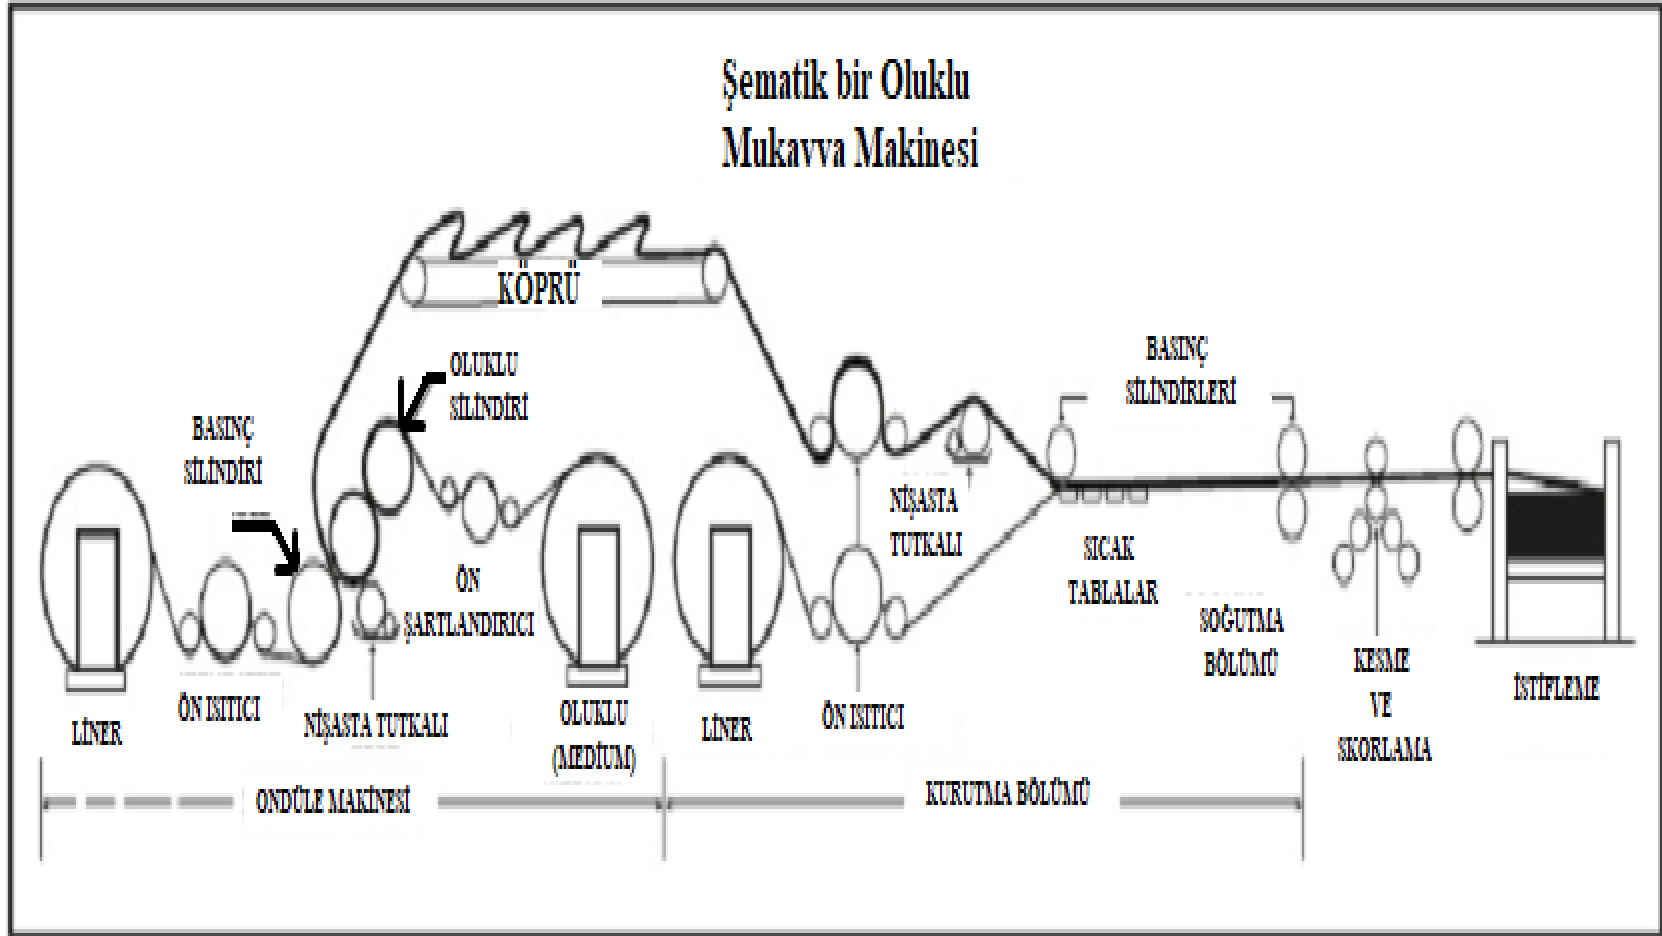 Şematik bir Oluklu
Mukavva Makinesi
KÖPRÜ
OLUKLU
SİLİNDİRİ
BASINÇ
SİLİNDİRİ
BASINÇ
SİLİNDİRLERİ
NİŞASTA
TUTKALI
SICAK
TABLALAR
ÖN
ŞARTLANDIRICI
SOĞUTMA
BÖLÜMÜ
KESME
VE
SKORLAMA
İSTİFLEME
LİNER
ÖN ISITICI
NİŞASTA TUTKALI
OLUKLU
(MEDİUM)
LİNER
ÖN ISITICI
ONDÜLE MAKİNESİ
KURUTMA BÖLÜMÜ